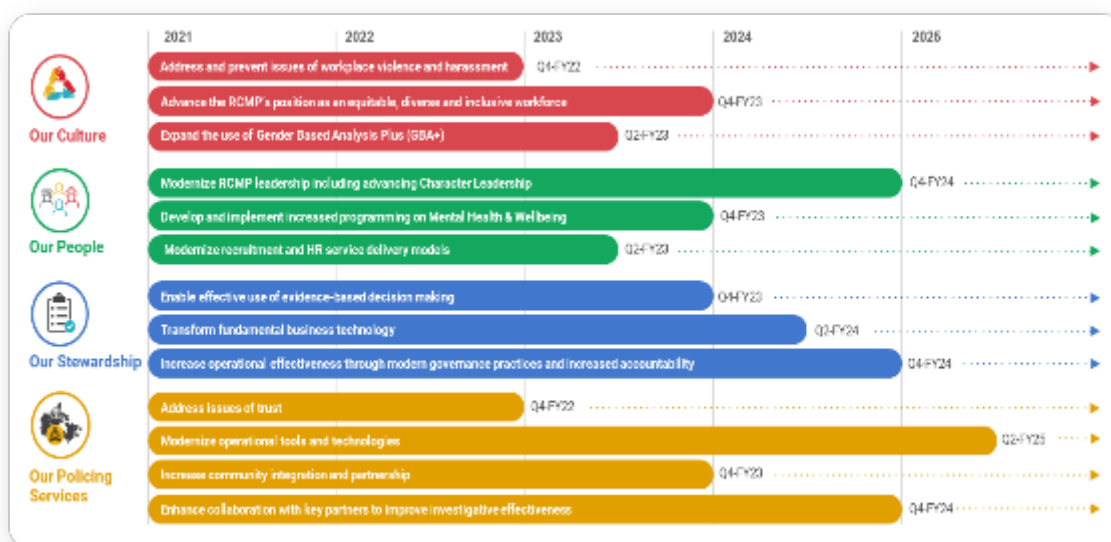 2021 2022 2023 2024 2025
Address and prevent issues of workplace violence and harassment Q4-FY22
Advance the RCMP's position as an equitable, diverse and inclusive workforce Q4-FY23
Our Culture
Expand the use of Gender Based Analysis Plus (GBA+) Q2-FY23
Modernize RCMP leadership including advancing Character Leadership Q4-FY24
Develop and implement increased programming on Mental Health & Wellbeing Q4-FY23
Our People
Modernize recruitment and HR service delivery models Q2-FY23
Enable effective use of evidence-based decision making Q4-FY23
Transform fundamental business technology Q2-FY24
Our Stewardship
Increase operational effectiveness through modern governance practices and increased accountability Q4-FY24
Address issues of trust Q4-FY22
Modernize operational tools and technologies Q2-FY25
Our Policing
Services
Increase community integration and partnership Q4-FY23
Enhance collaboration with key partners to improve investigative effectiveness Q4-FY24